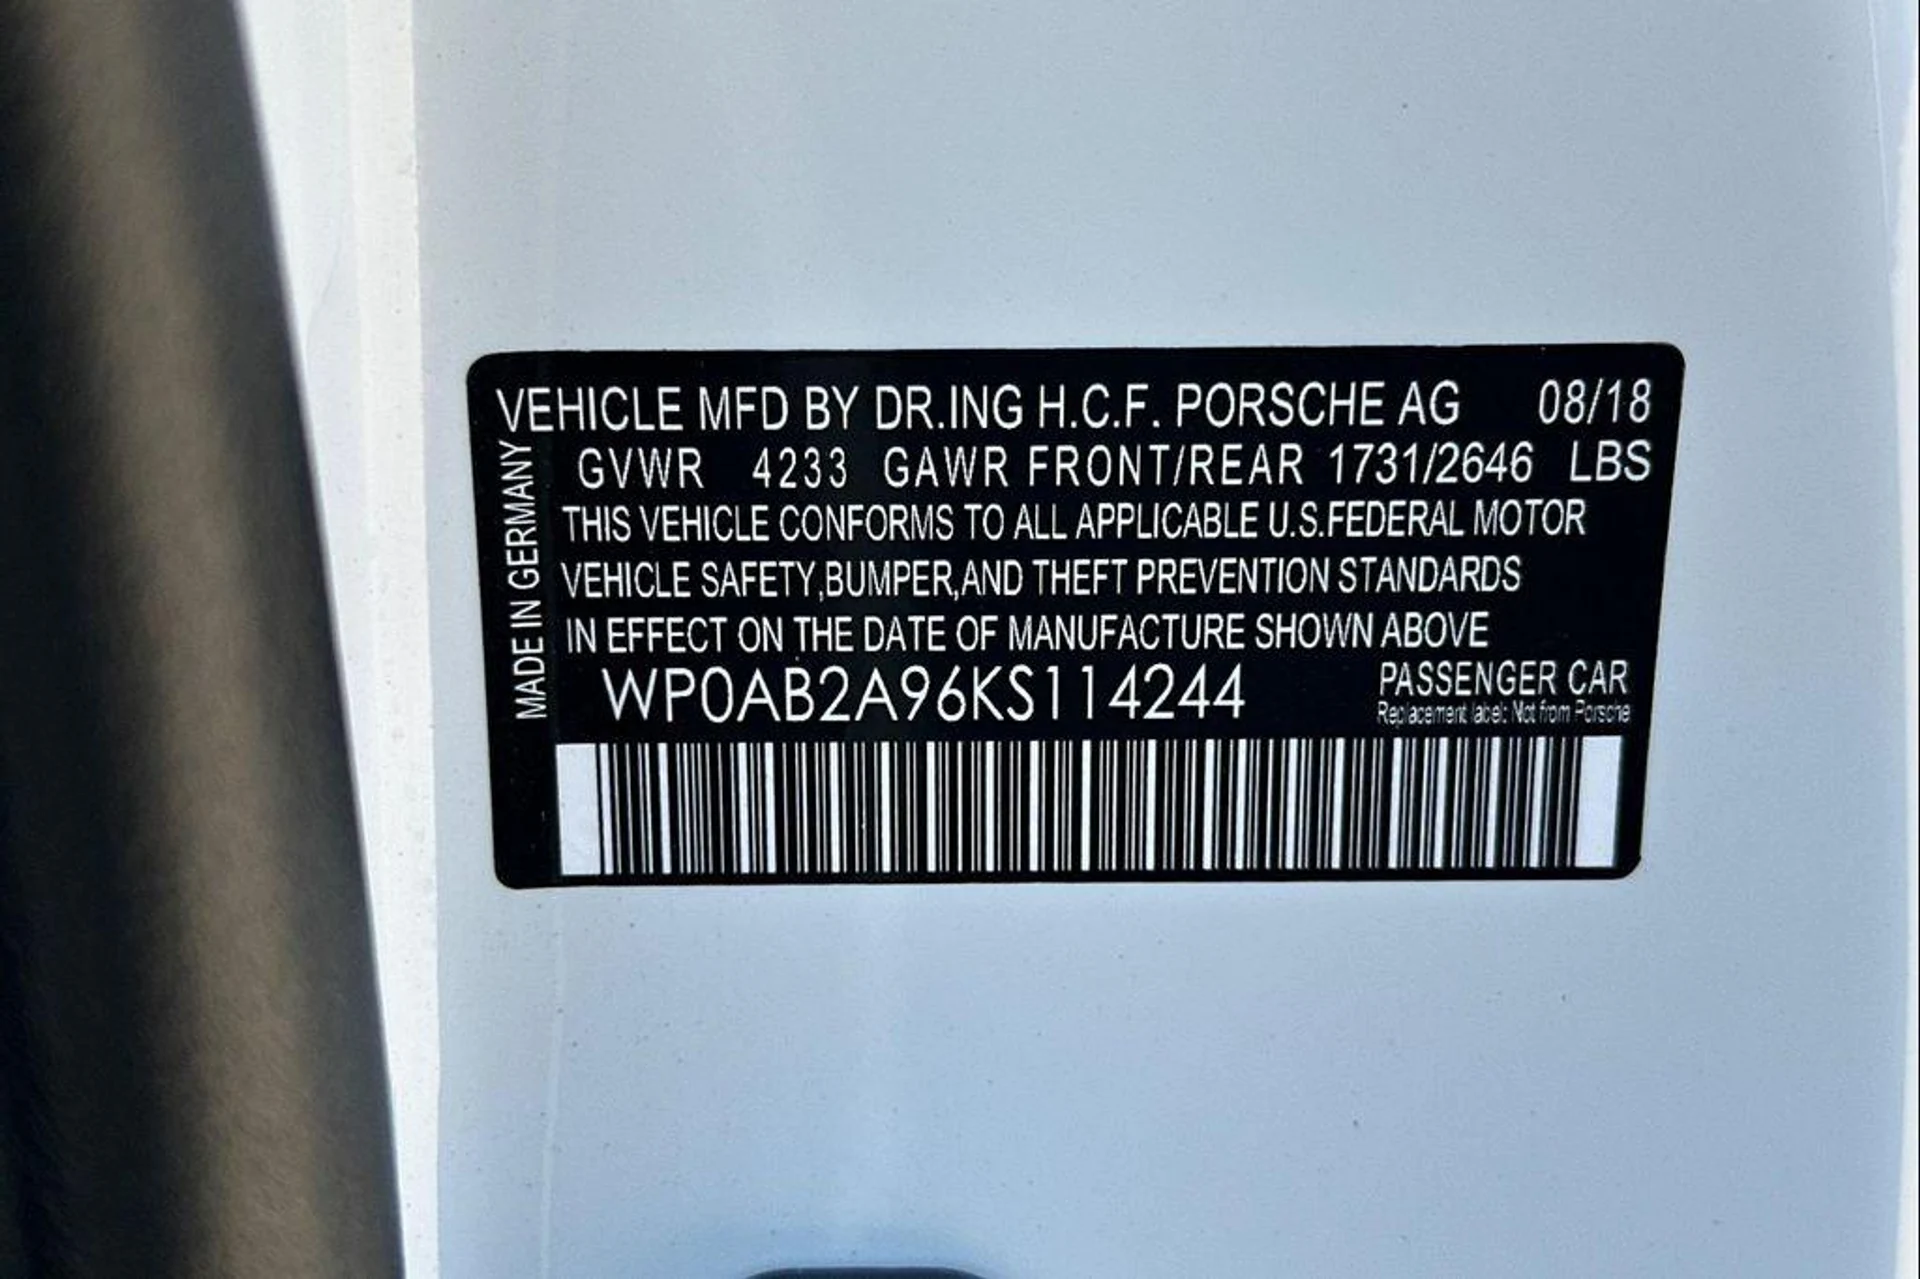 VEHICLE MFD BY DR.ING H.C.F. PORSCHE AG 08/18
GVWR 4233 GAWR FRONT/REAR 1731/2646 LBS
THIS VEHICLE CONFORMS TO ALL APPLICABLE U.S.FEDERAL MOTOR
VEHICLE SAFETY,BUMPER,AND THEFT PREVENTION STANDARDS
IN EFFECT ON THE DATE OF MANUFACTURE SHOWN ABOVE
WP0AB2A96KS114244 PASSENGER CAR
Replacement label: Not from Porsche
MADE IN GERMANY